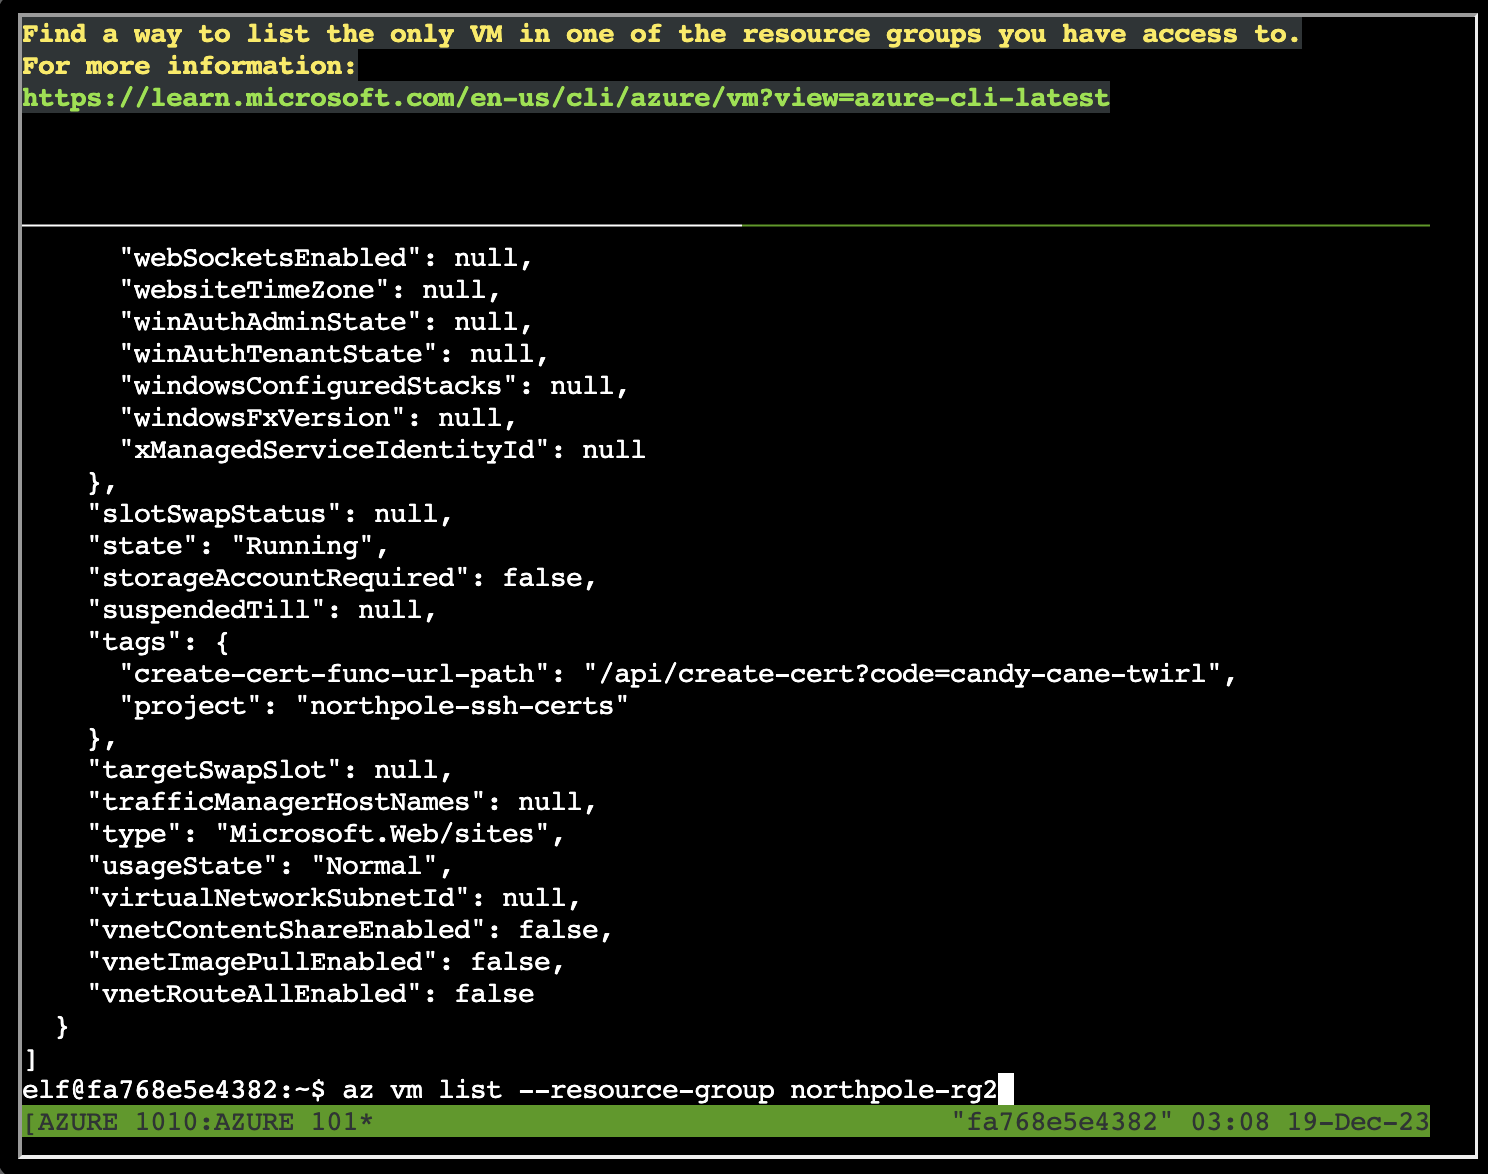 Find a way to list the only VM in one of the resource groups you have access to.
For more information:
https://learn.microsoft.com/en-us/cli/azure/vm?view=azure-cli-latest
      "webSocketsEnabled": null,
      "websiteTimeZone": null,
      "winAuthAdminState": null,
      "winAuthTenantState": null,
      "windowsConfiguredStacks": null,
      "windowsFxVersion": null,
      "xManagedServiceIdentityId": null
    },
    "slotSwapStatus": null,
    "state": "Running",
    "storageAccountRequired": false,
    "suspendedTill": null,
    "tags": {
      "create-cert-func-url-path": "/api/create-cert?code=candy-cane-twirl",
      "project": "northpole-ssh-certs"
    },
    "targetSwapSlot": null,
    "trafficManagerHostNames": null,
    "type": "Microsoft.Web/sites",
    "usageState": "Normal",
    "virtualNetworkSubnetId": null,
    "vnetContentShareEnabled": false,
    "vnetImagePullEnabled": false,
    "vnetRouteAllEnabled": false
  }
]
elf@fa768e5e4382:~$ az vm list --resource-group northpole-rg2
[AZURE 1010:AZURE 101* "fa768e5e4382" 03:08 19-Dec-23